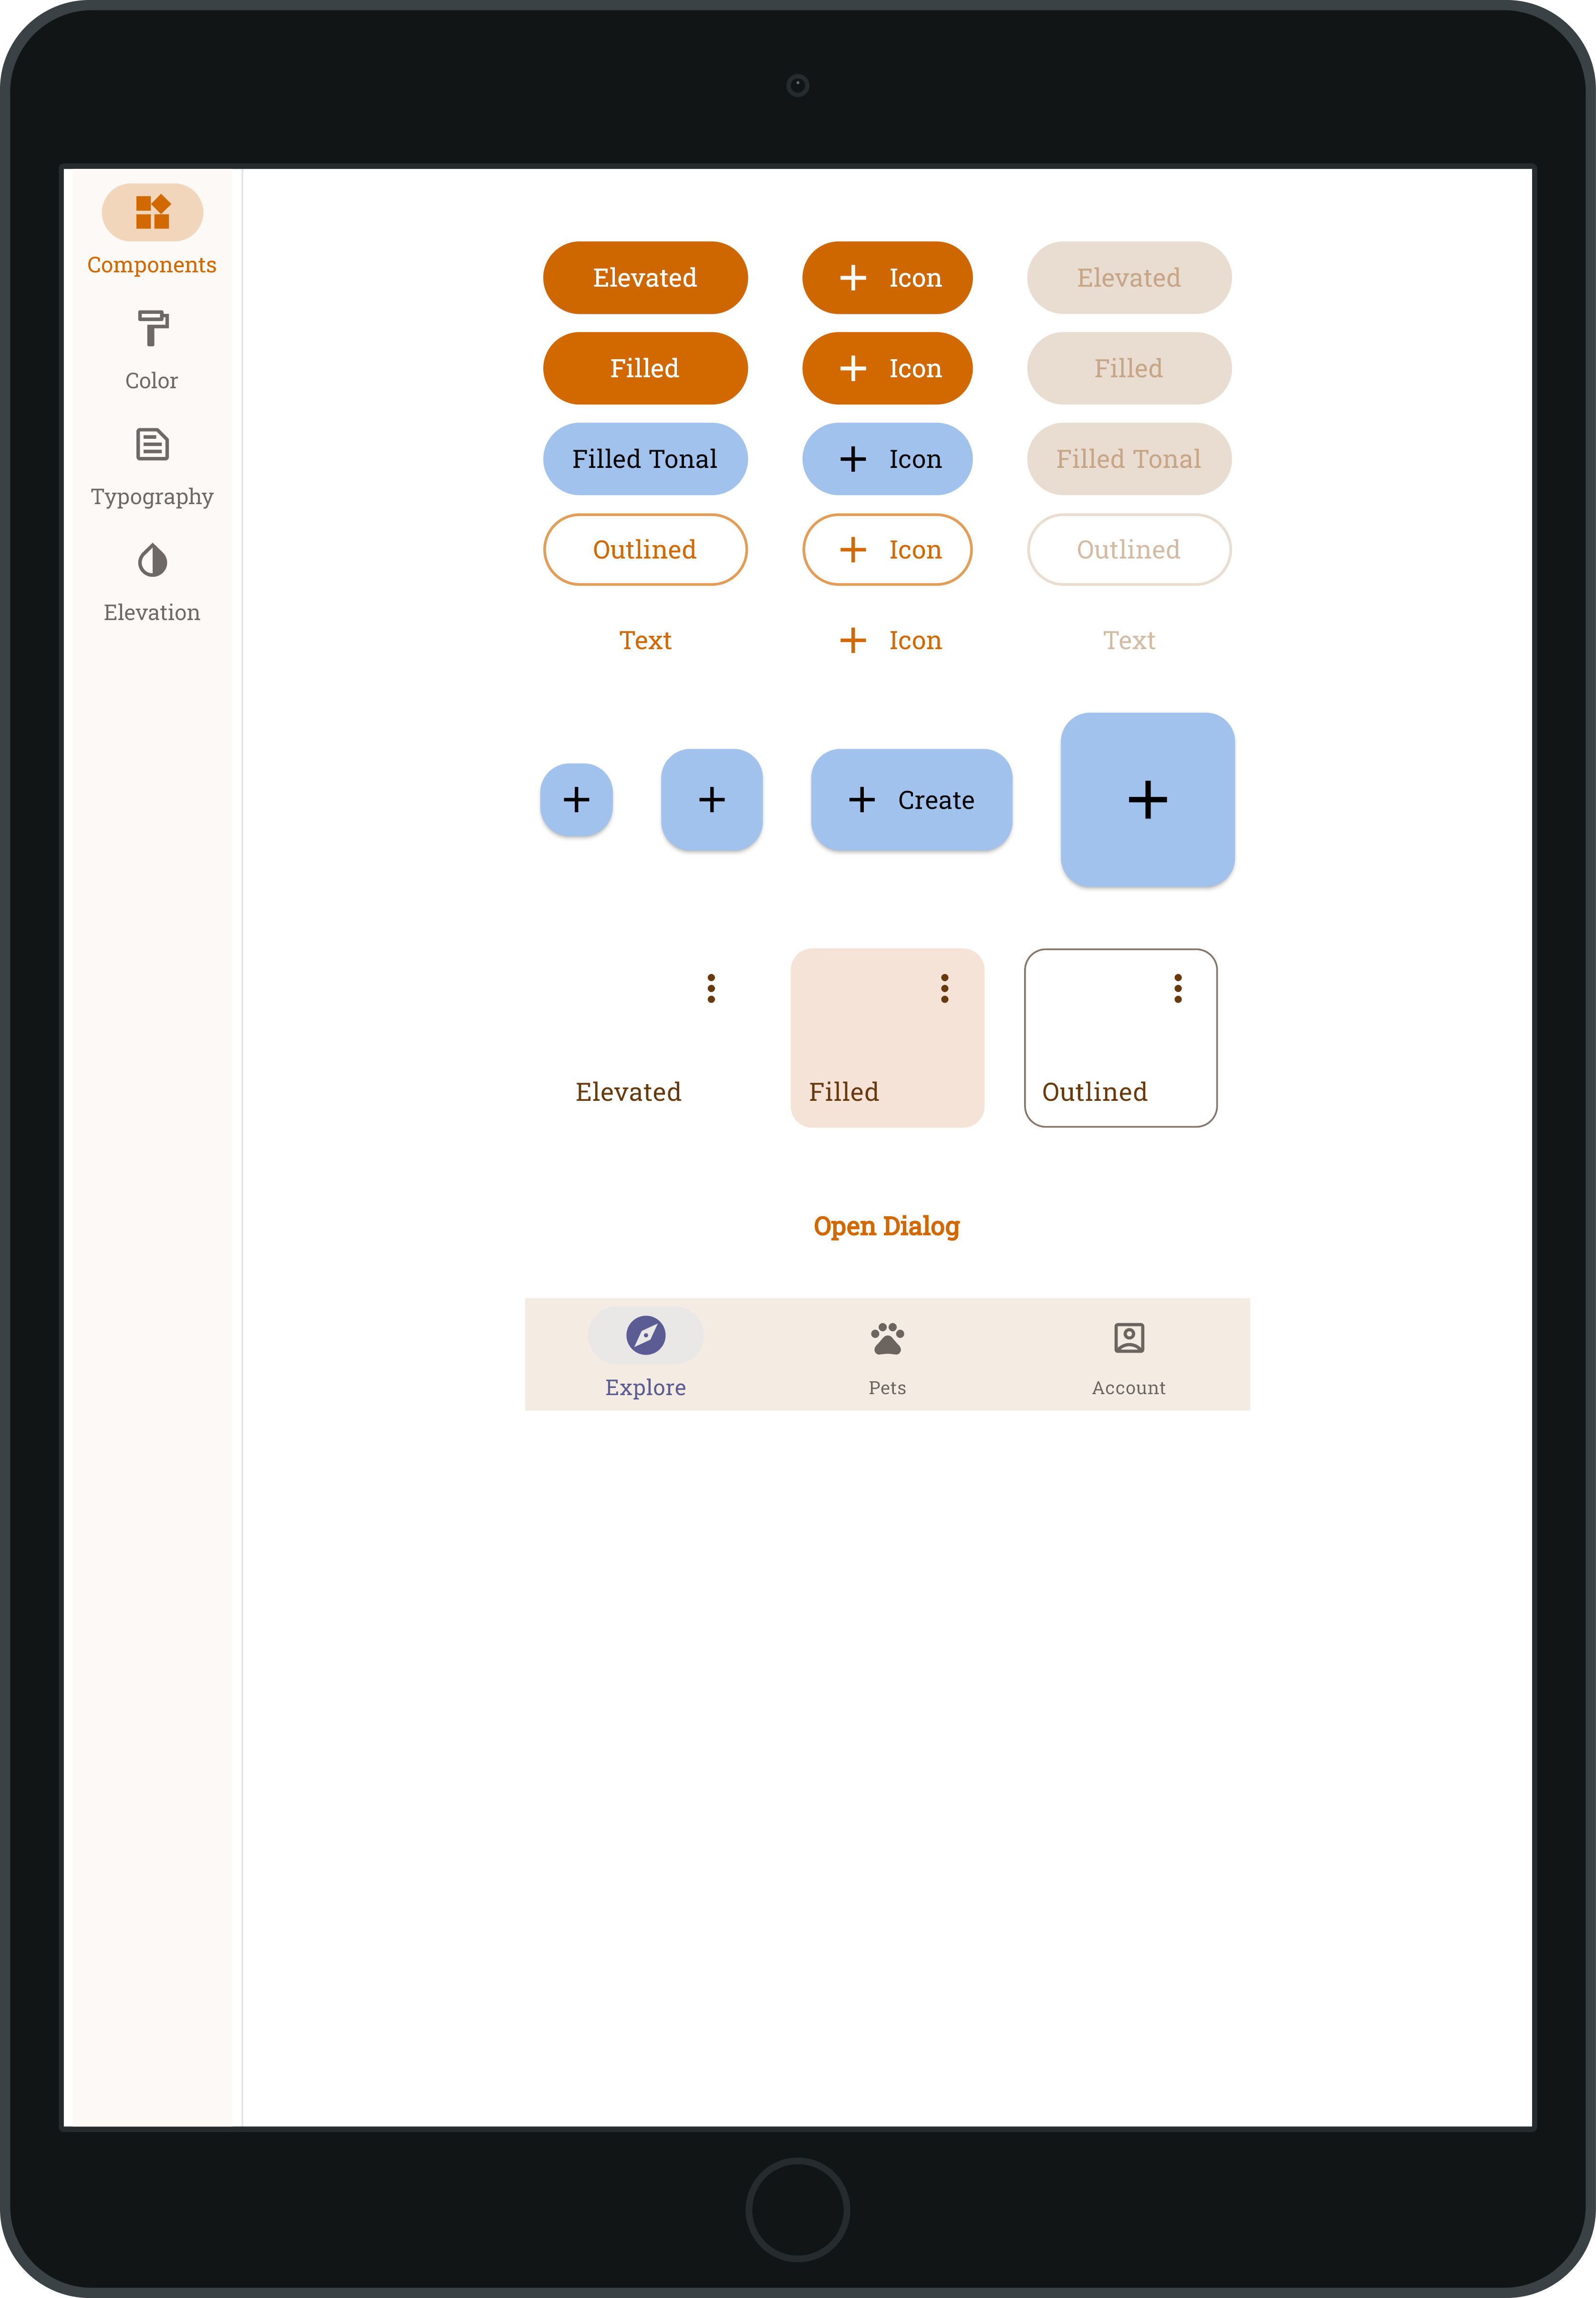 Components
Color
Typography
Elevation
Elevated
Icon
Elevated
Filled
Icon
Filled
Filled Tonal
Icon
Filled Tonal
Outlined
Icon
Outlined
Text
Icon
Text
Create
Elevated
Filled
Outlined
Open Dialog
Explore
Pets
Account